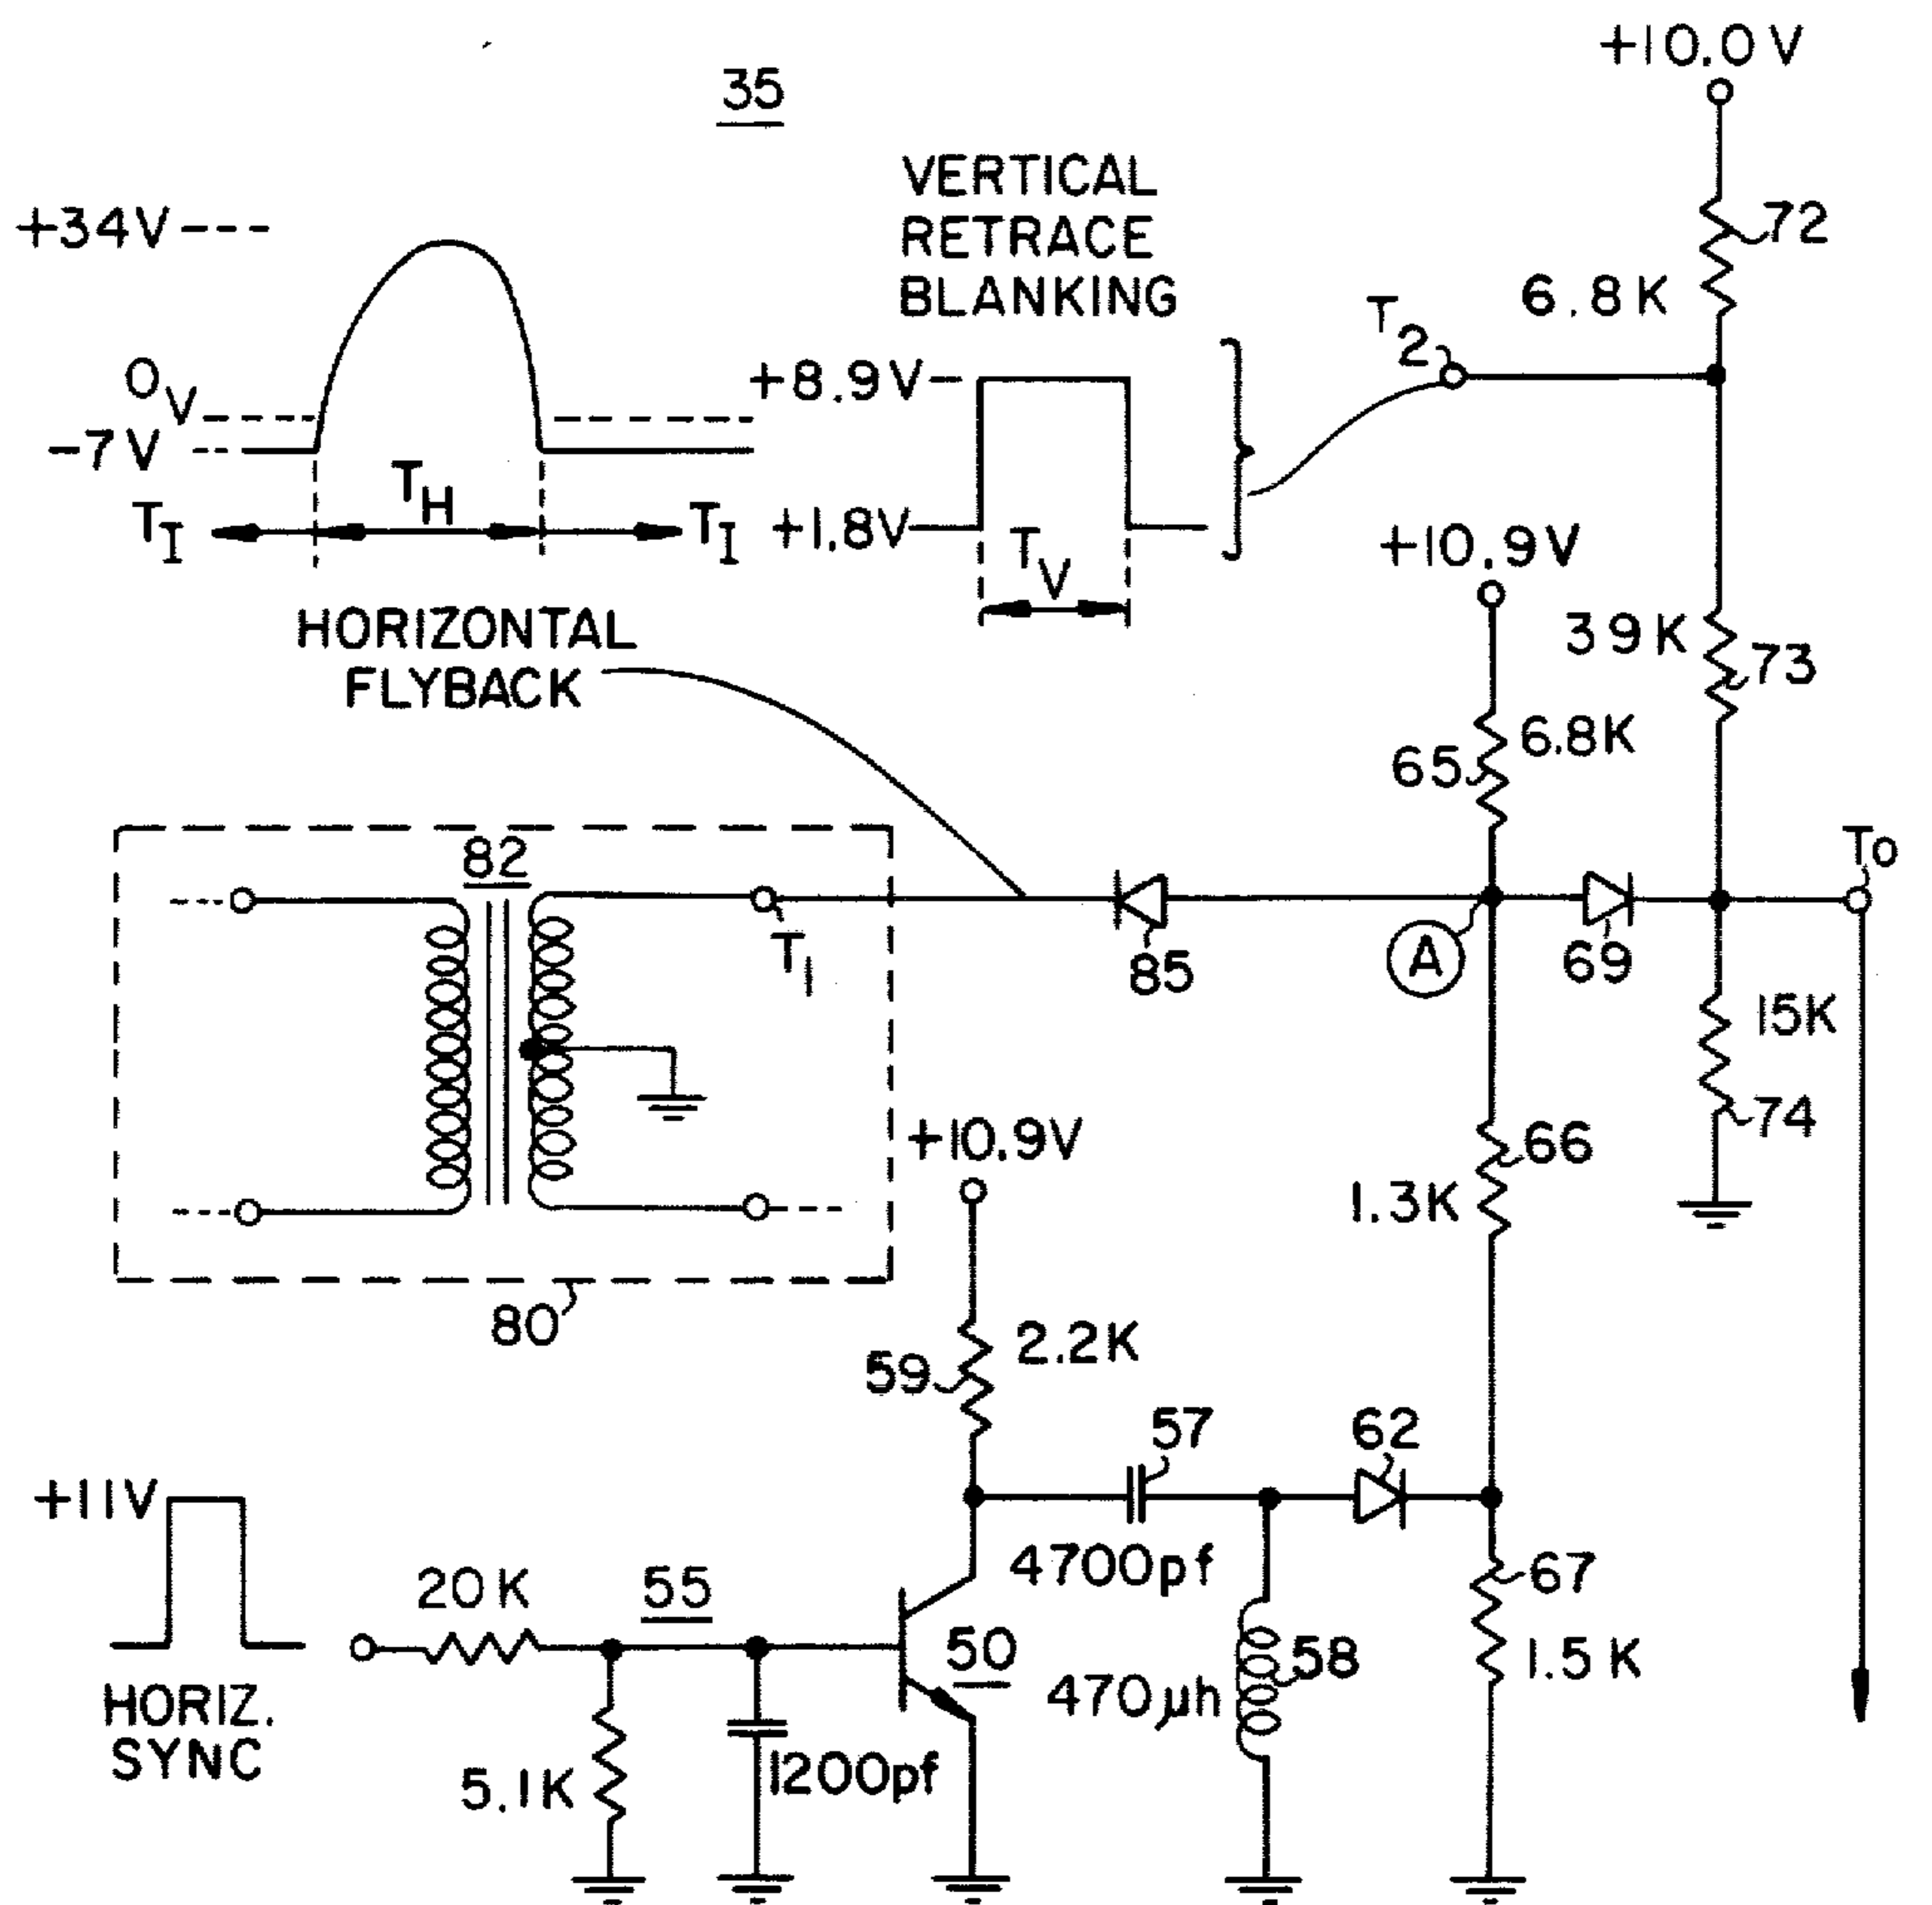 35
+10.0 V
72
6.8K
+34V
0V
-7V
TH
TI
TI
VERTICAL
RETRACE
BLANKING
+8.9V
+1.8V
TV
T2
+10.9V
39K
73
6.8K
65
HORIZONTAL
FLYBACK
82
T1
85
A
69
To
15K
74
80
+10.9V
66
1.3K
59
2.2K
57
62
4700pf
+11V
HORIZ.
SYNC
20K
55
5.1K
1200pf
50
470µh
58
67
1.5K